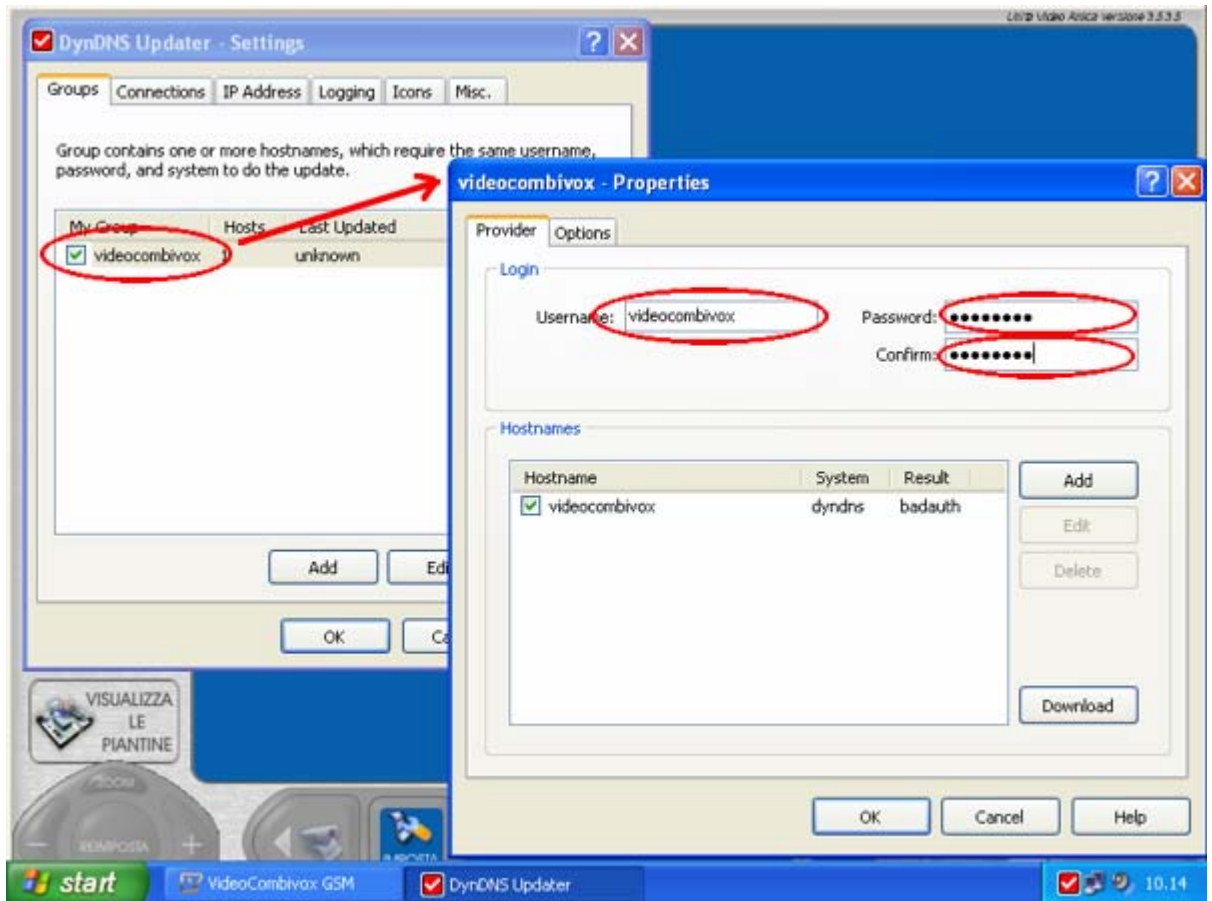 DynDNS Updater - Settings
Groups Connections IP Address Logging Icons Misc.
Group contains one or more hostnames, which require the same username,
password, and system to do the update.
My Group Hosts Last Updated
videocombivox 1 unknown
Add
OK
videocombivox - Properties
Provider Options
Login
Username: videocombivox Password: ●●●●●●●●
Confirm: ●●●●●●●●
Hostnames
Hostname System Result
videocombivox dyndns badauth
Add
Edit
Delete
Download
OK Cancel Help
VISUALIZZA
LE
PIANTINE
ZOOM
REIMPOSTA
start VideoCombivox GSM DynDNS Updater 10.14